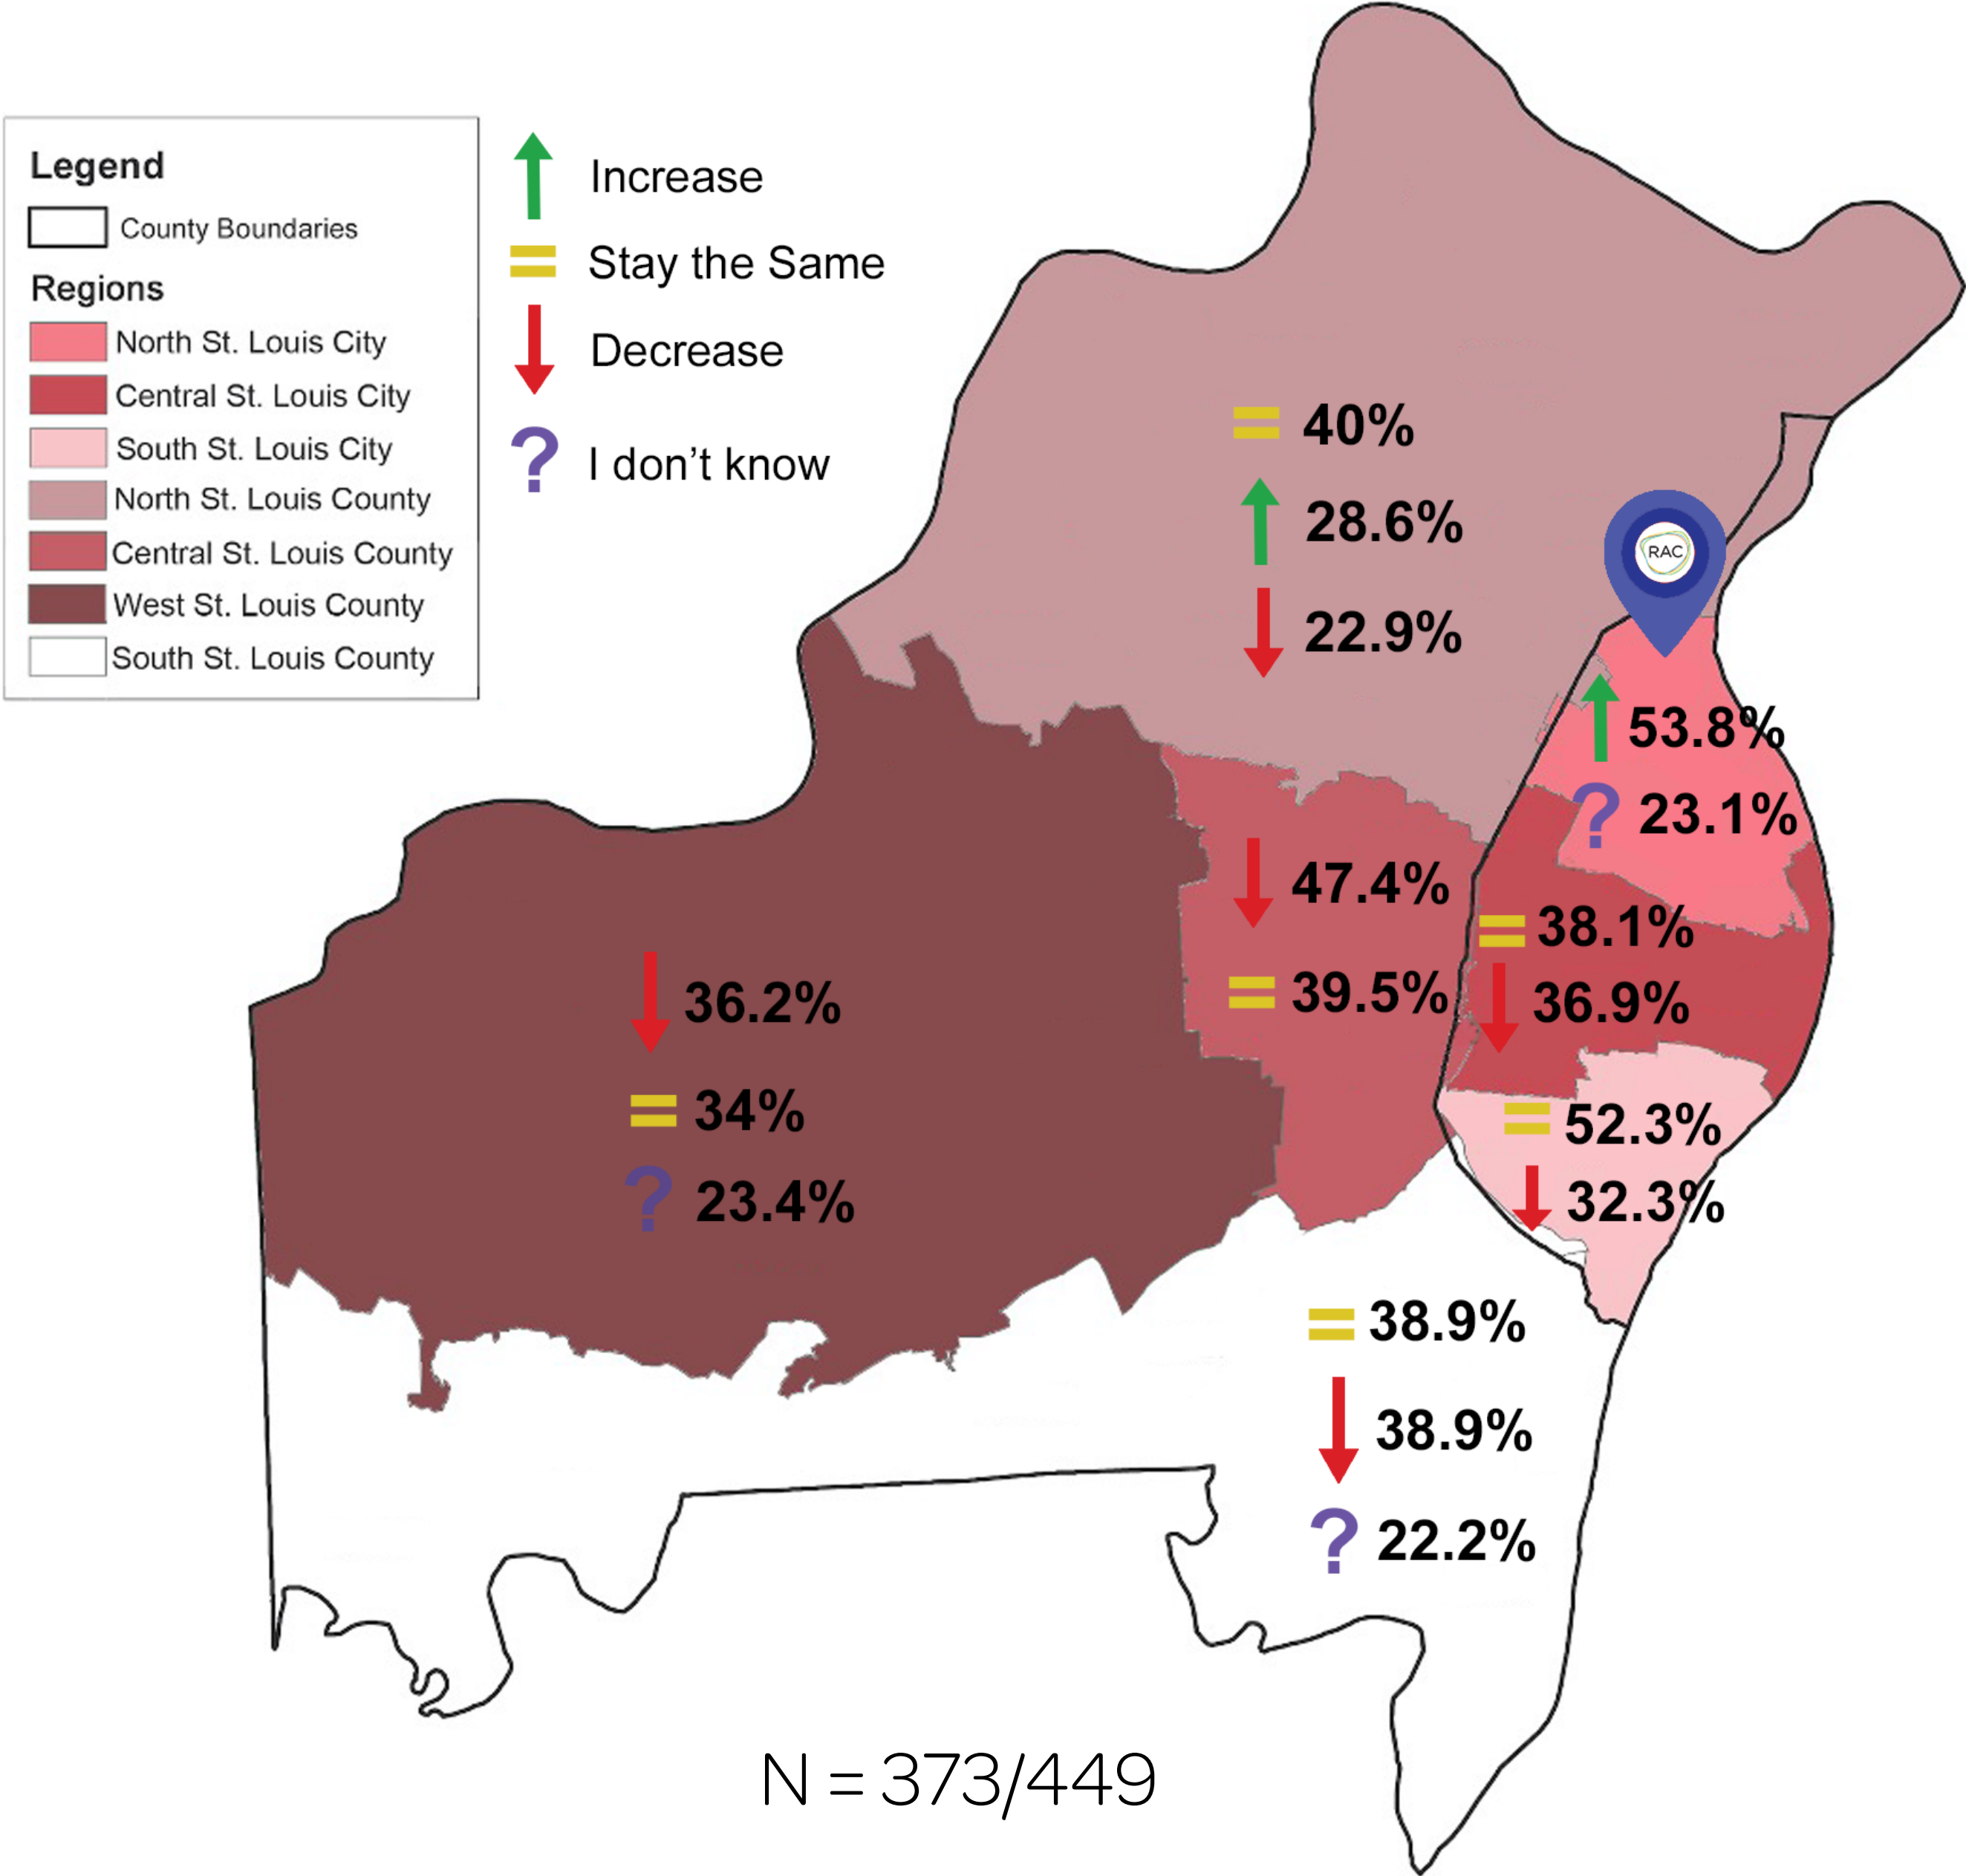 Legend
County Boundaries
Regions
North St. Louis City
Central St. Louis City
South St. Louis City
North St. Louis County
Central St. Louis County
West St. Louis County
South St. Louis County
Increase
= Stay the Same
Decrease
? I don't know
= 40%
28.6%
22.9%
RAC
53.8%
? 23.1%
47.4%
= 39.5%
= 38.1%
36.9%
36.2%
= 34%
? 23.4%
= 52.3%
32.3%
= 38.9%
38.9%
? 22.2%
N = 373/449